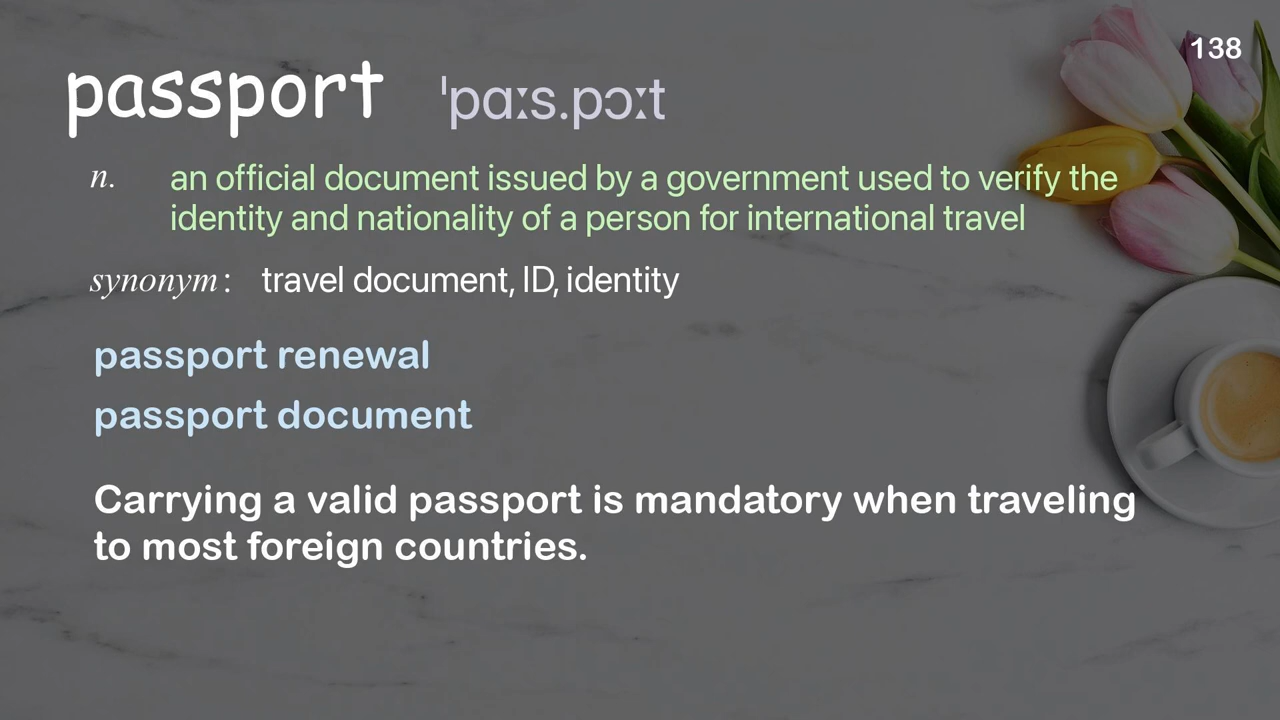 138
passport ˈpɑːs.pɔːt
n. an official document issued by a government used to verify the
identity and nationality of a person for international travel
synonym: travel document, ID, identity
passport renewal
passport document
Carrying a valid passport is mandatory when traveling
to most foreign countries.